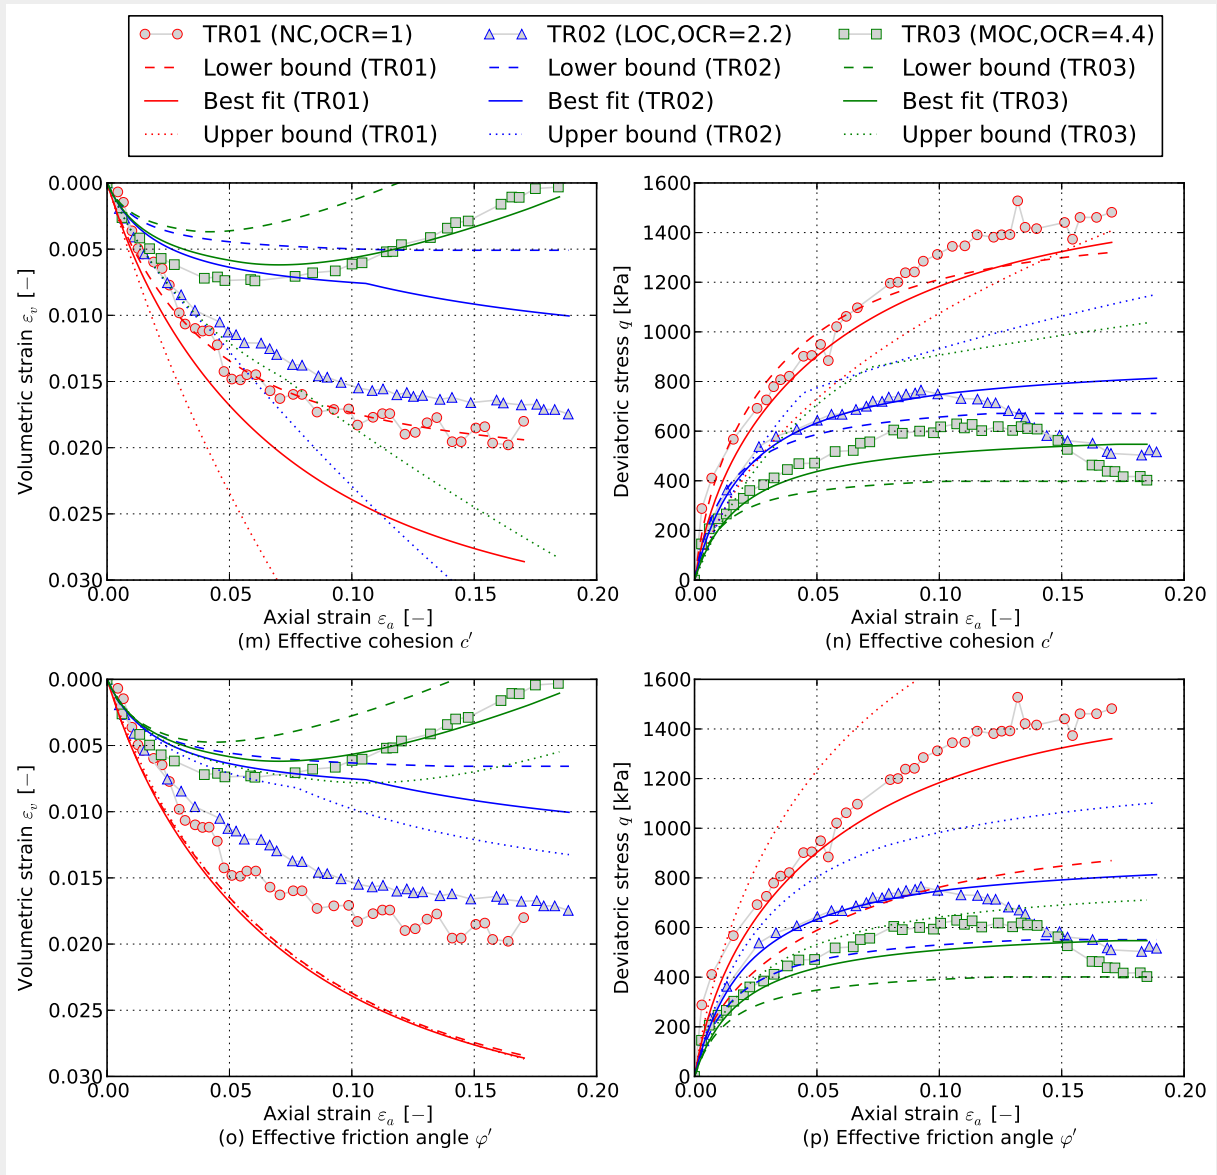 TR01 (NC,OCR=1) TR02 (LOC,OCR=2.2) TR03 (MOC,OCR=4.4)
Lower bound (TR01) Lower bound (TR02) Lower bound (TR03)
Best fit (TR01) Best fit (TR02) Best fit (TR03)
Upper bound (TR01) Upper bound (TR02) Upper bound (TR03)
Volumetric strain εᵥ [−]
0.000
0.005
0.010
0.015
0.020
0.025
0.030
0.00 0.05 0.10 0.15 0.20
Axial strain εₐ [−]
(m) Effective cohesion c′
Deviatoric stress q [kPa]
1600
1400
1200
1000
800
600
400
200
0
0.00 0.05 0.10 0.15 0.20
Axial strain εₐ [−]
(n) Effective cohesion c′
Volumetric strain εᵥ [−]
0.000
0.005
0.010
0.015
0.020
0.025
0.030
0.00 0.05 0.10 0.15 0.20
Axial strain εₐ [−]
(o) Effective friction angle φ′
Deviatoric stress q [kPa]
1600
1400
1200
1000
800
600
400
200
0
0.00 0.05 0.10 0.15 0.20
Axial strain εₐ [−]
(p) Effective friction angle φ′